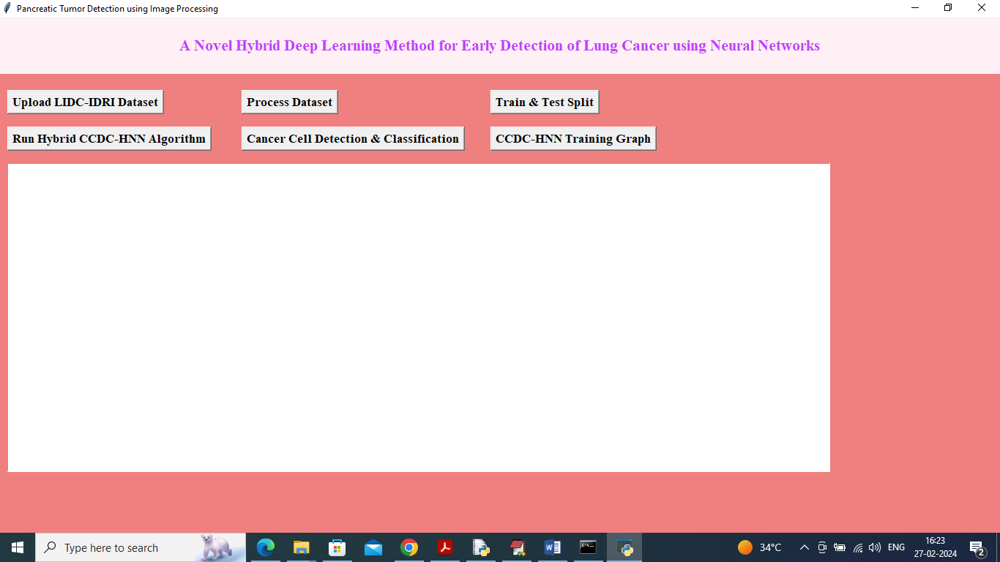 Pancreatic Tumor Detection using Image Processing
A Novel Hybrid Deep Learning Method for Early Detection of Lung Cancer using Neural Networks
Upload LIDC-IDRI Dataset
Process Dataset
Train & Test Split
Run Hybrid CCDC-HNN Algorithm
Cancer Cell Detection & Classification
CCDC-HNN Training Graph
Type here to search
34°C
ENG
16:23
27-02-2024
2